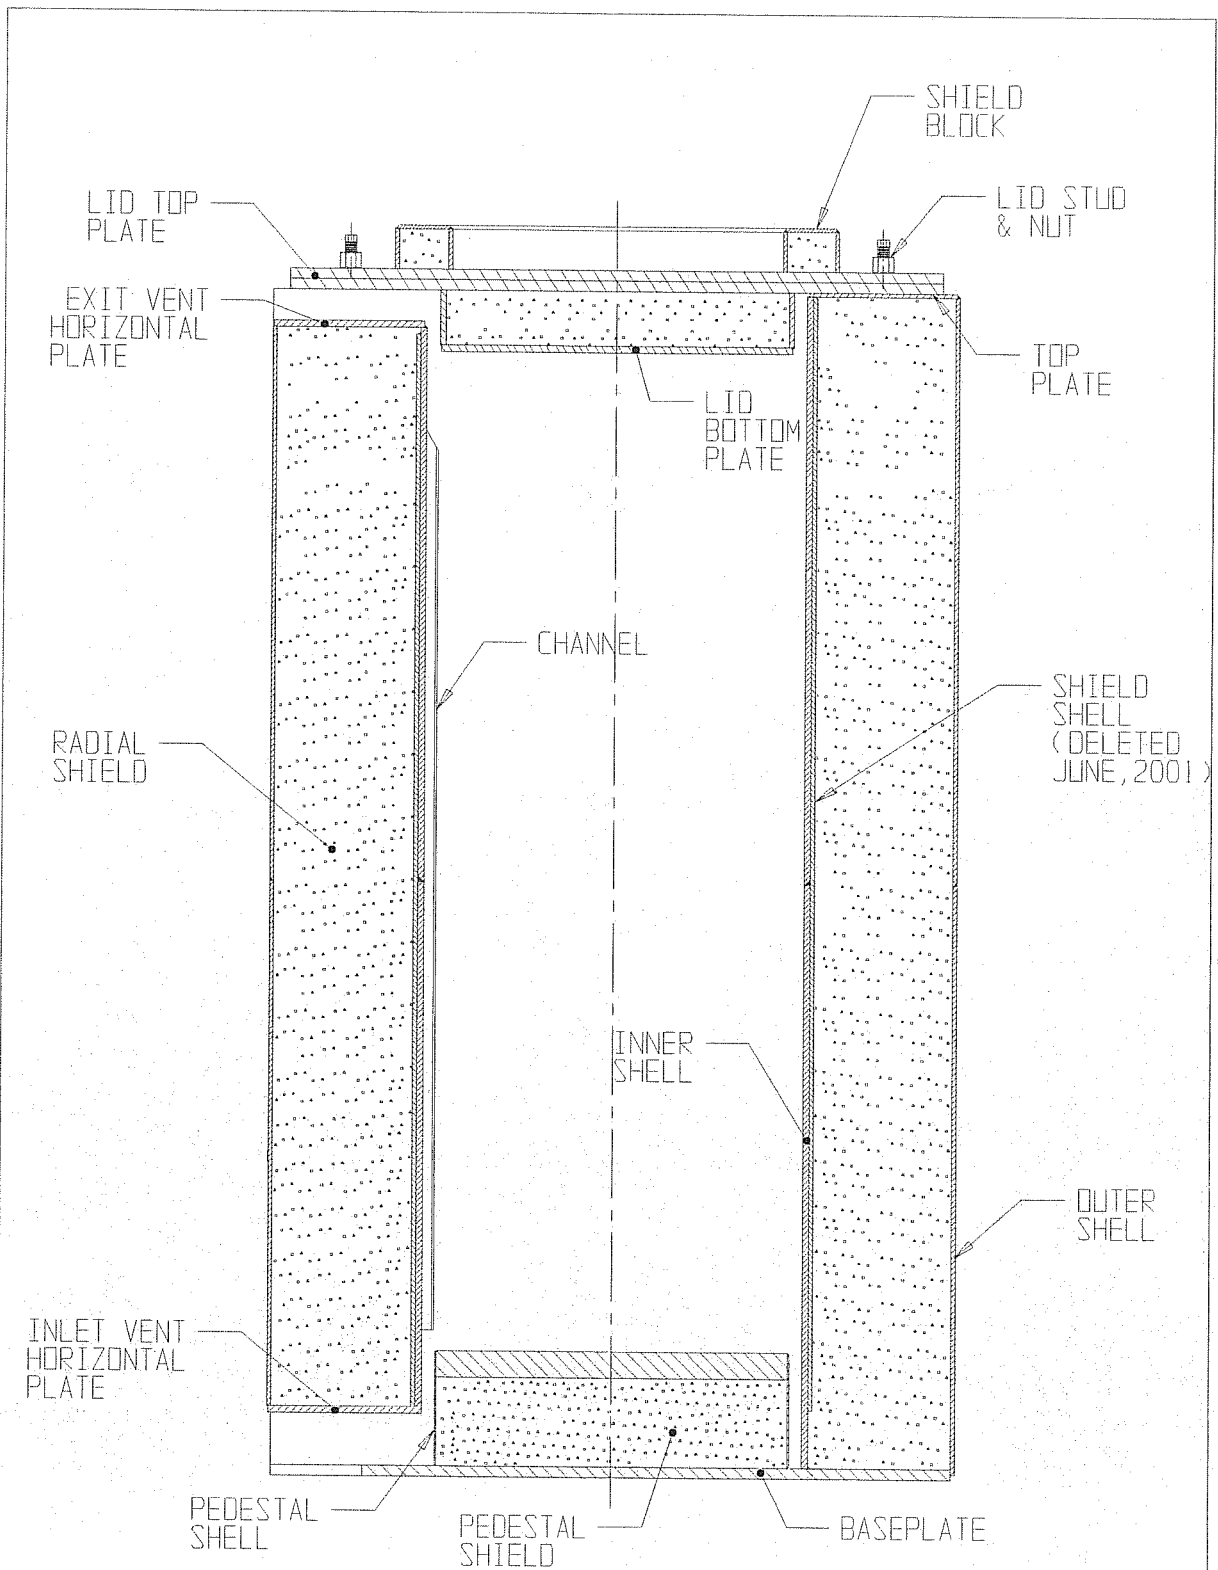 SHIELD
BLOCK
LID TOP
PLATE
LID STUD
& NUT
EXIT VENT
HORIZONTAL
PLATE
TOP
PLATE
LID
BOTTOM
PLATE
CHANNEL
SHIELD
SHELL
(DELETED
JUNE,2001)
RADIAL
SHIELD
INNER
SHELL
OUTER
SHELL
INLET VENT
HORIZONTAL
PLATE
PEDESTAL
SHELL
PEDESTAL
SHIELD
BASEPLATE